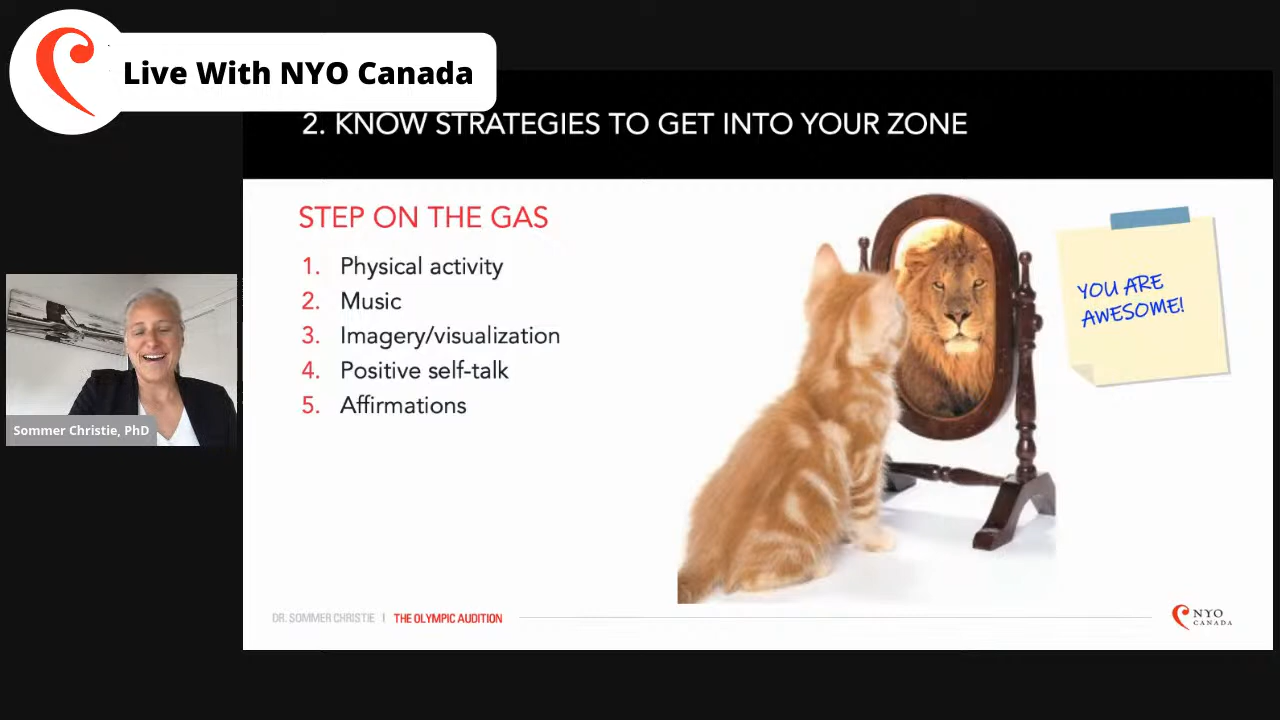 Live With NYO Canada
2. KNOW STRATEGIES TO GET INTO YOUR ZONE
STEP ON THE GAS
1. Physical activity
2. Music
3. Imagery/visualization
4. Positive self-talk
5. Affirmations
YOU ARE
AWESOME!
Sommer Christie, PhD
DR. SOMMER CHRISTIE | THE OLYMPIC AUDITION
NYO
CANADA